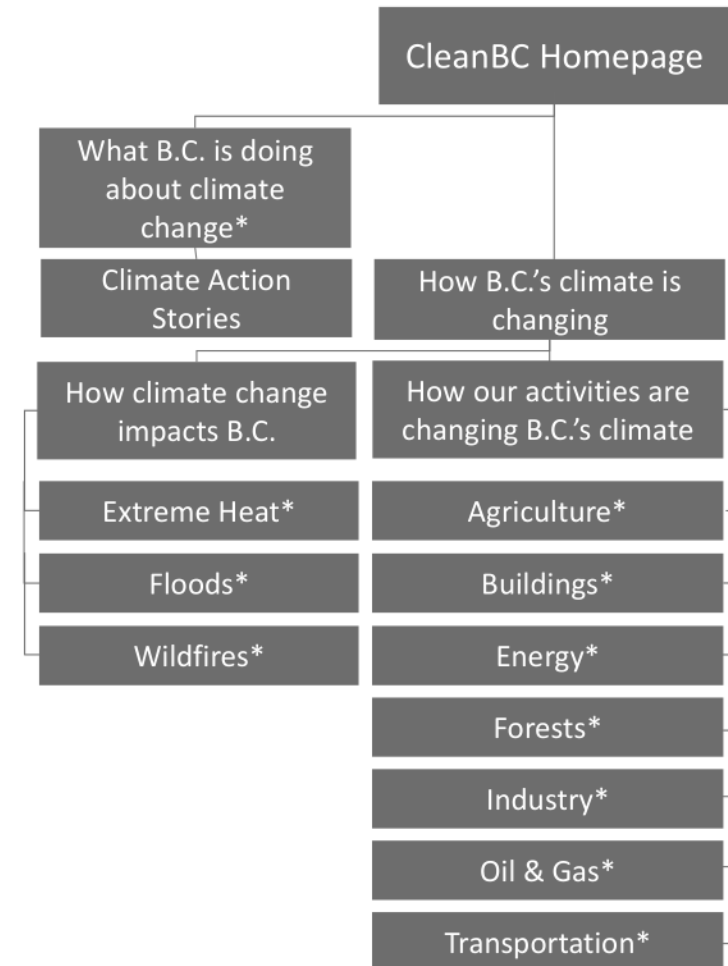 CleanBC Homepage
What B.C. is doing
about climate
change*
Climate Action
Stories
How B.C.’s climate is
changing
How climate change
impacts B.C.
Extreme Heat*
Floods*
Wildfires*
How our activities are
changing B.C.’s climate
Agriculture*
Buildings*
Energy*
Forests*
Industry*
Oil & Gas*
Transportation*